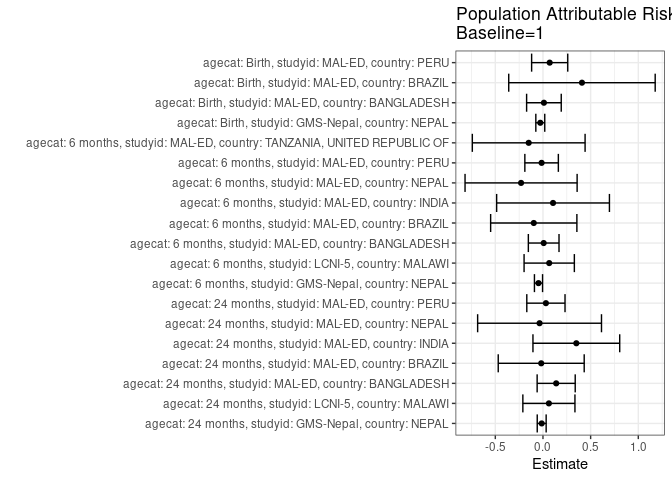 Population Attributable Risk
Baseline=1
agecat: Birth, studyid: MAL-ED, country: PERU
agecat: Birth, studyid: MAL-ED, country: BRAZIL
agecat: Birth, studyid: MAL-ED, country: BANGLADESH
agecat: Birth, studyid: GMS-Nepal, country: NEPAL
agecat: 6 months, studyid: MAL-ED, country: TANZANIA, UNITED REPUBLIC OF
agecat: 6 months, studyid: MAL-ED, country: PERU
agecat: 6 months, studyid: MAL-ED, country: NEPAL
agecat: 6 months, studyid: MAL-ED, country: INDIA
agecat: 6 months, studyid: MAL-ED, country: BRAZIL
agecat: 6 months, studyid: MAL-ED, country: BANGLADESH
agecat: 6 months, studyid: LCNI-5, country: MALAWI
agecat: 6 months, studyid: GMS-Nepal, country: NEPAL
agecat: 24 months, studyid: MAL-ED, country: PERU
agecat: 24 months, studyid: MAL-ED, country: NEPAL
agecat: 24 months, studyid: MAL-ED, country: INDIA
agecat: 24 months, studyid: MAL-ED, country: BRAZIL
agecat: 24 months, studyid: MAL-ED, country: BANGLADESH
agecat: 24 months, studyid: LCNI-5, country: MALAWI
agecat: 24 months, studyid: GMS-Nepal, country: NEPAL
-0.5 0.0 0.5 1.0
Estimate